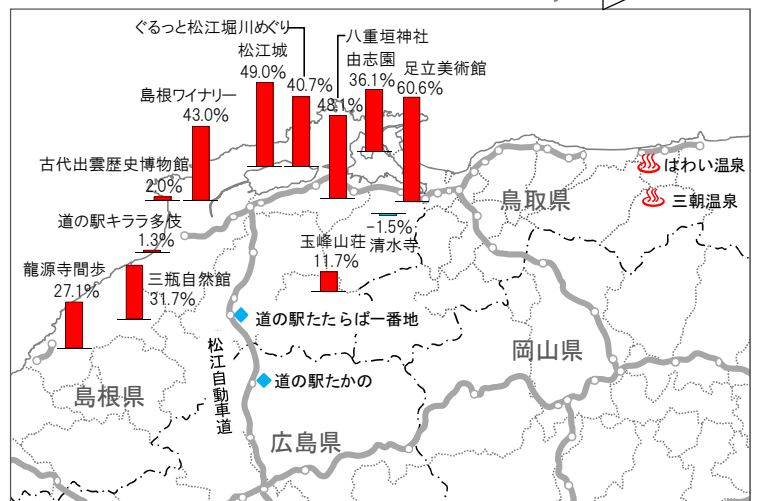 ぐるっと松江堀川めぐり
八重垣神社
松江城
49.0%
40.7%
48.1%
由志園
36.1%
足立美術館
60.6%
島根ワイナリー
43.0%
古代出雲歴史博物館
2.0%
はわい温泉
三朝温泉
鳥取県
道の駅キララ多岐
1.3%
−1.5%
清水寺
玉峰山荘
11.7%
龍源寺間歩
27.1%
三瓶自然館
31.7%
道の駅たたらば一番地
松江自動車道
道の駅たかの
岡山県
島根県
広島県